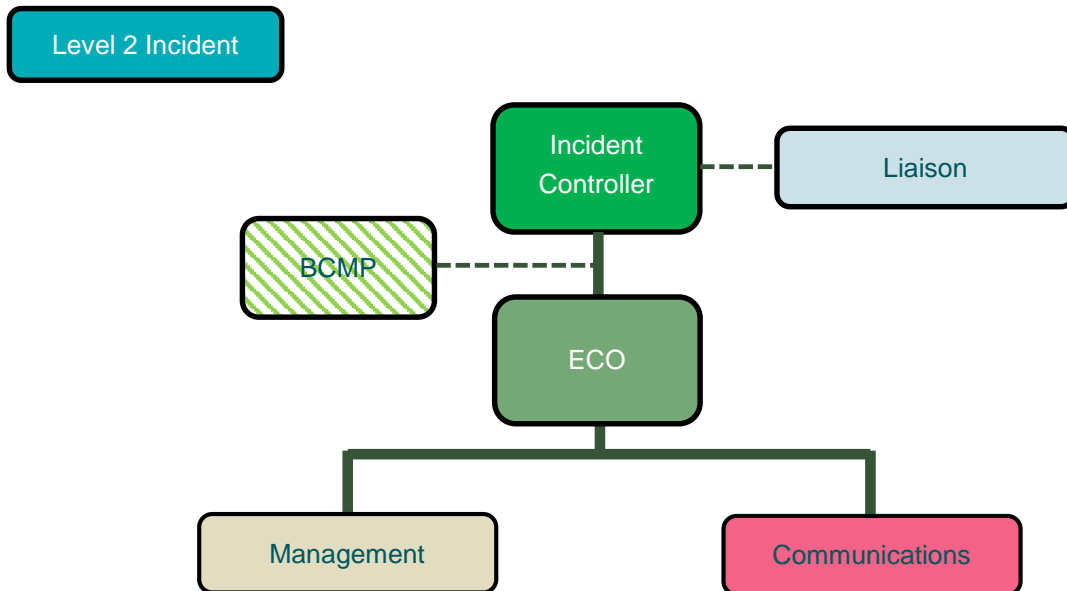 Level 2 Incident
Incident
Controller
Liaison
BCMP
ECO
Management
Communications